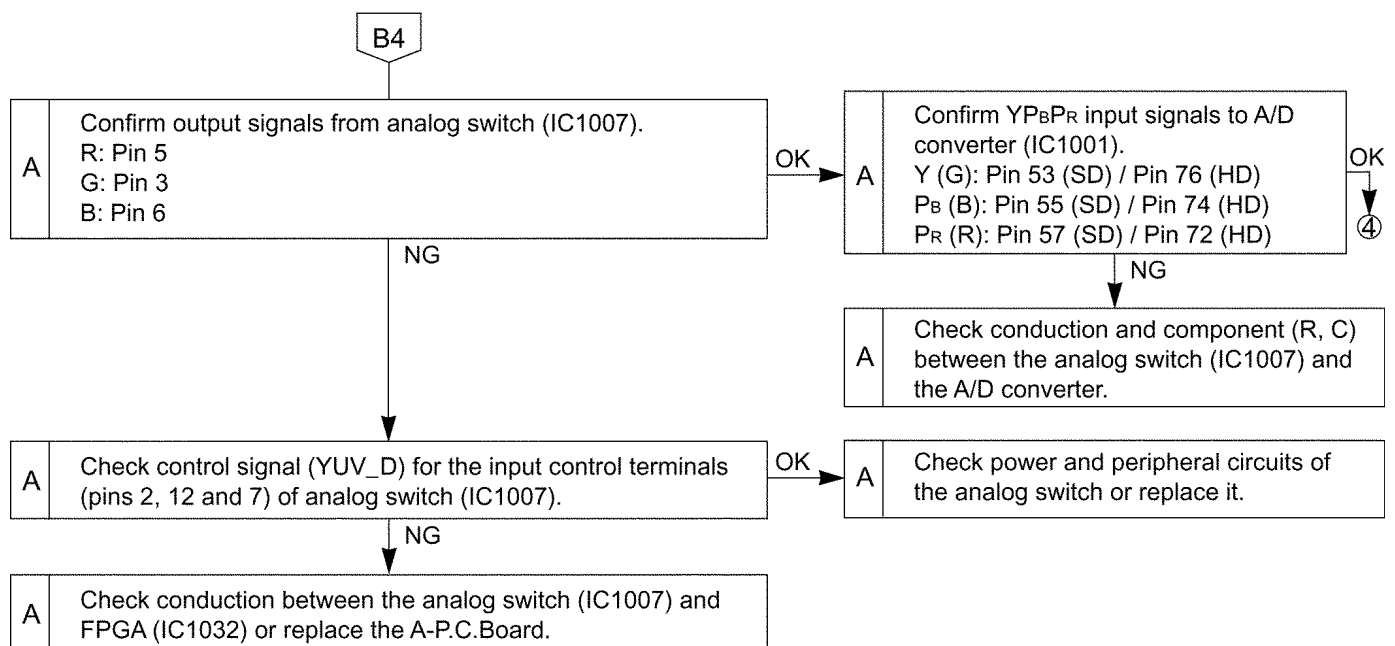 B4
A
Confirm output signals from analog switch (IC1007).
R: Pin 5
G: Pin 3
B: Pin 6
OK
A
Confirm YPBPR input signals to A/D
converter (IC1001).
Y (G): Pin 53 (SD) / Pin 76 (HD)
PB (B): Pin 55 (SD) / Pin 74 (HD)
PR (R): Pin 57 (SD) / Pin 72 (HD)
OK
④
NG
NG
A
Check conduction and component (R, C)
between the analog switch (IC1007) and
the A/D converter.
A
Check control signal (YUV_D) for the input control terminals
(pins 2, 12 and 7) of analog switch (IC1007).
OK
A
Check power and peripheral circuits of
the analog switch or replace it.
NG
A
Check conduction between the analog switch (IC1007) and
FPGA (IC1032) or replace the A-P.C.Board.